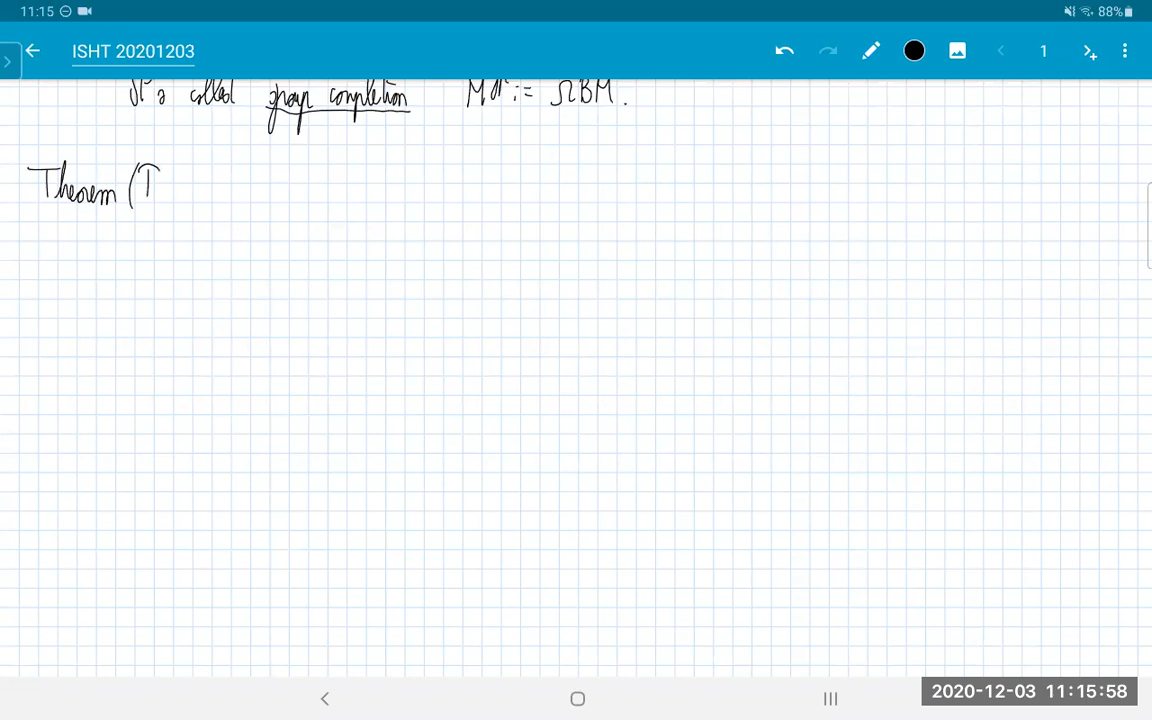 11:15 88%
ISHT 20201203 1
is called group completion M^gp := ΩBM.
Theorem (T
2020-12-03 11:15:58